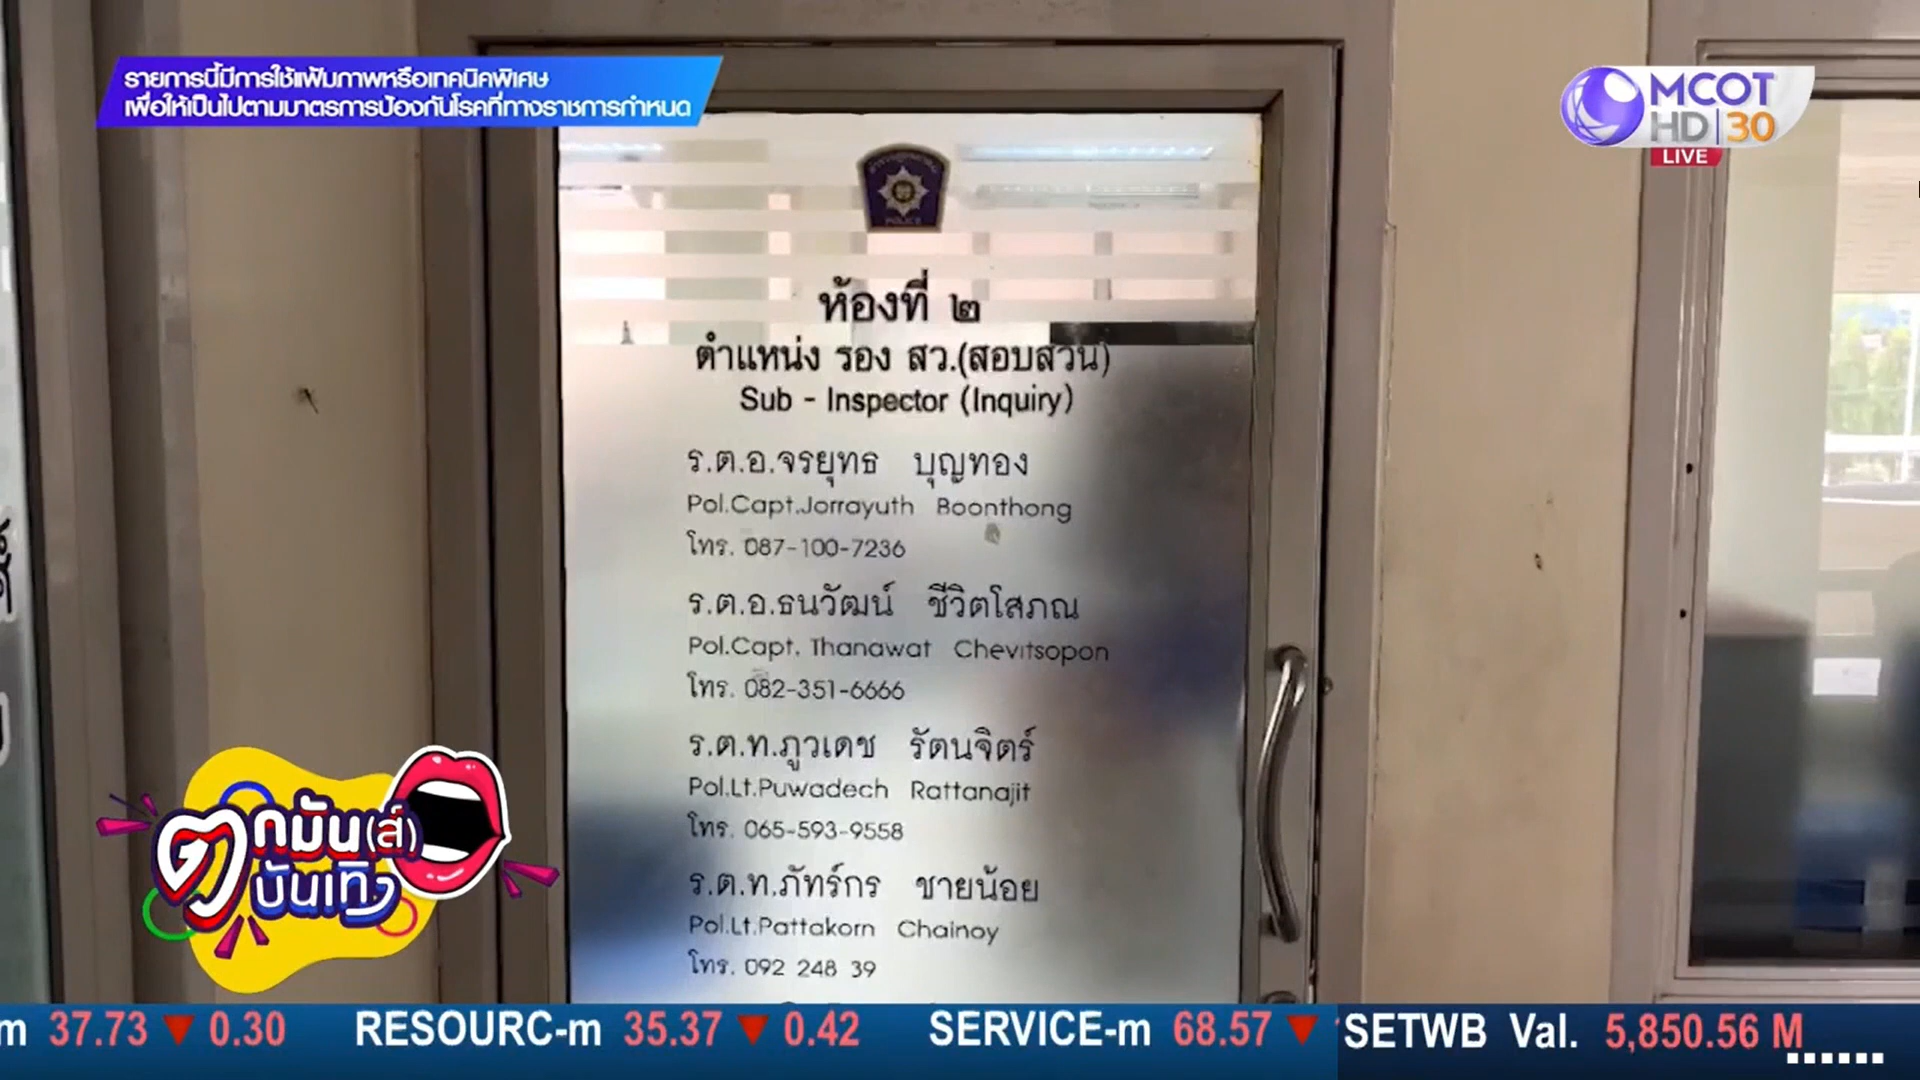 รายการนี้มีการใช้แฟ้มภาพหรือเทคนิคพิเศษ
เพื่อให้เป็นไปตามมาตรการป้องกันโรคที่ทางราชการกำหนด
MCOT
HD 30
LIVE
POLICE
ห้องที่ ๒
ตำแหน่ง รอง สว.(สอบสวน)
Sub - Inspector (Inquiry)
ร.ต.อ.จรยุทธ บุญทอง
Pol.Capt.Jorrayuth Boonthong
โทร. 087-100-7236
ร.ต.อ.ธนวัฒน์ ชีวิตโสภณ
Pol.Capt. Thanawat Chevitsopon
โทร. 082-351-6666
ร.ต.ท.ภูวเดช รัตนจิตร์
Pol.Lt.Puwadech Rattanajit
โทร. 065-593-9558
ร.ต.ท.ภัทร์กร ชายน้อย
Pol.Lt.Pattakorn Chainoy
โทร. 092 248 39
ตกมัน(ส์)
บันเทิง
m 37.73 ▼ 0.30 RESOURC-m 35.37 ▼ 0.42 SERVICE-m 68.57 ▼ SETWB Val. 5,850.56 M